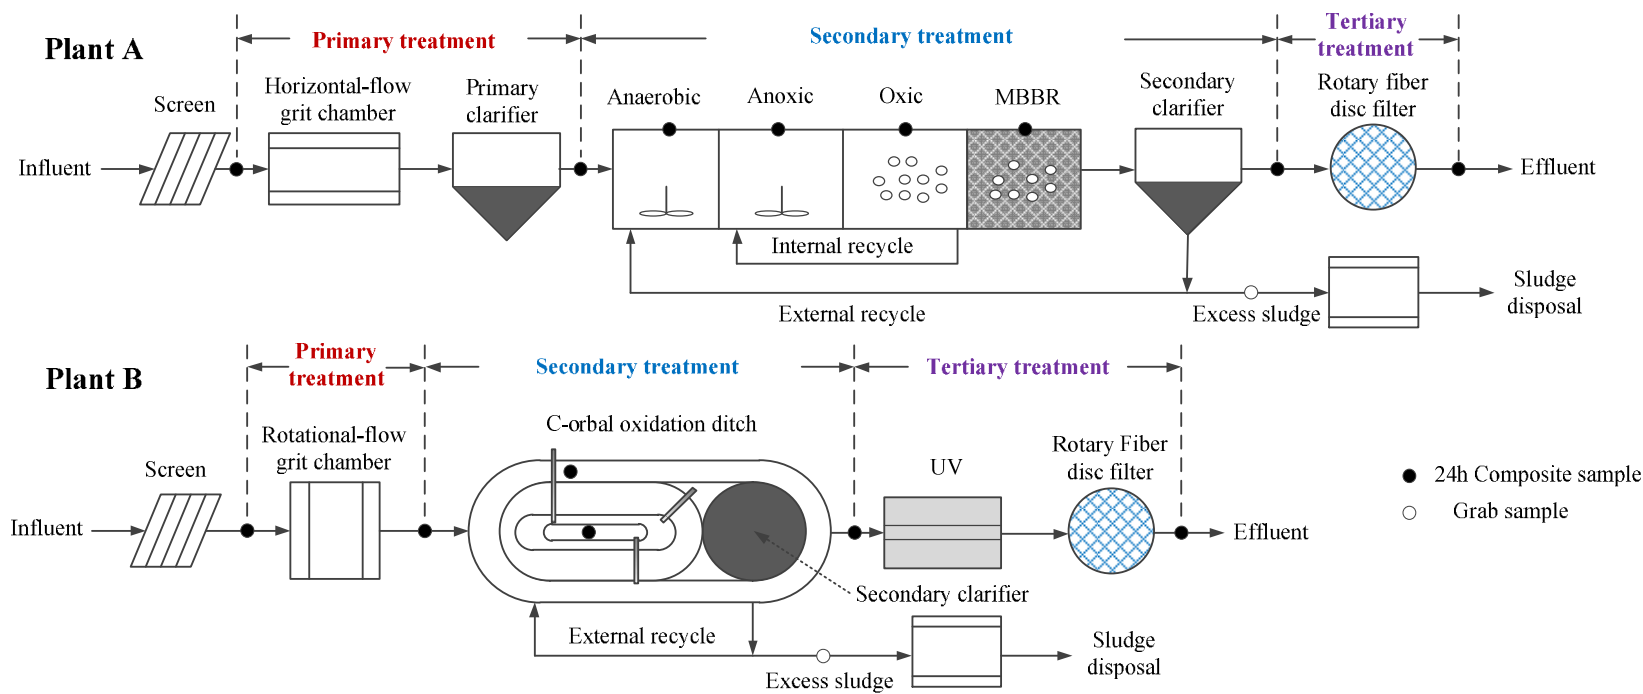 Plant A
Primary treatment
Secondary treatment
Tertiary
treatment
Screen
Horizontal-flow
grit chamber
Primary
clarifier
Anaerobic
Anoxic
Oxic
MBBR
Secondary
clarifier
Rotary fiber
disc filter
Influent
Effluent
Internal recycle
External recycle
Excess sludge
Sludge
disposal
Plant B
Primary
treatment
Secondary treatment
Tertiary treatment
Screen
Rotational-flow
grit chamber
C-orbal oxidation ditch
UV
Rotary Fiber
disc filter
Influent
Effluent
Secondary clarifier
External recycle
Excess sludge
Sludge
disposal
24h Composite sample
Grab sample